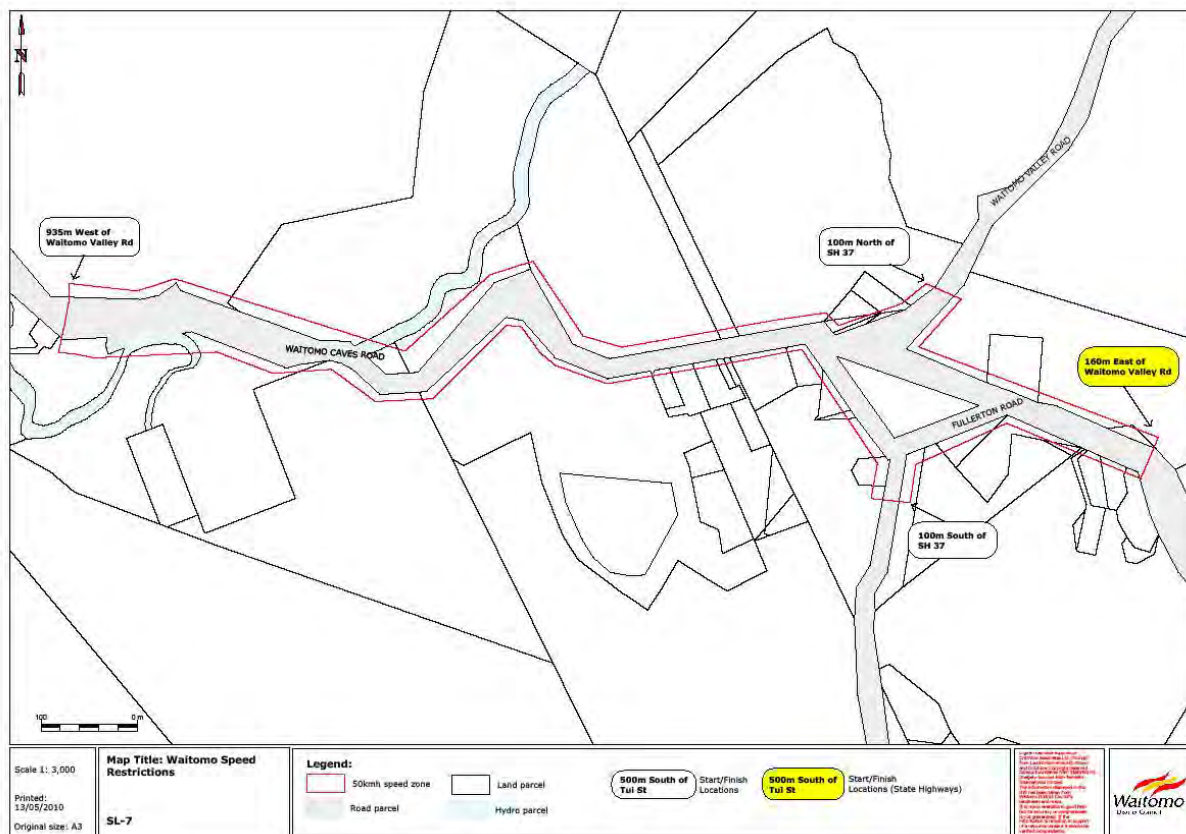 N
935m West of
Waitomo Valley Rd
100m North of
SH 37
WAITOMO VALLEY ROAD
160m East of
Waitomo Valley Rd
WAITOMO CAVES ROAD
FULLERTON ROAD
100m South of
SH 37
100 0 m
Scale 1: 3,000
Printed:
13/05/2010
Original size: A3
Map Title: Waitomo Speed
Restrictions
SL-7
Legend:
50kmh speed zone
Land parcel
Road parcel
Hydro parcel
500m South of
Tui St
Start/Finish
Locations
500m South of
Tui St
Start/Finish
Locations (State Highways)
Waitomo
District Council